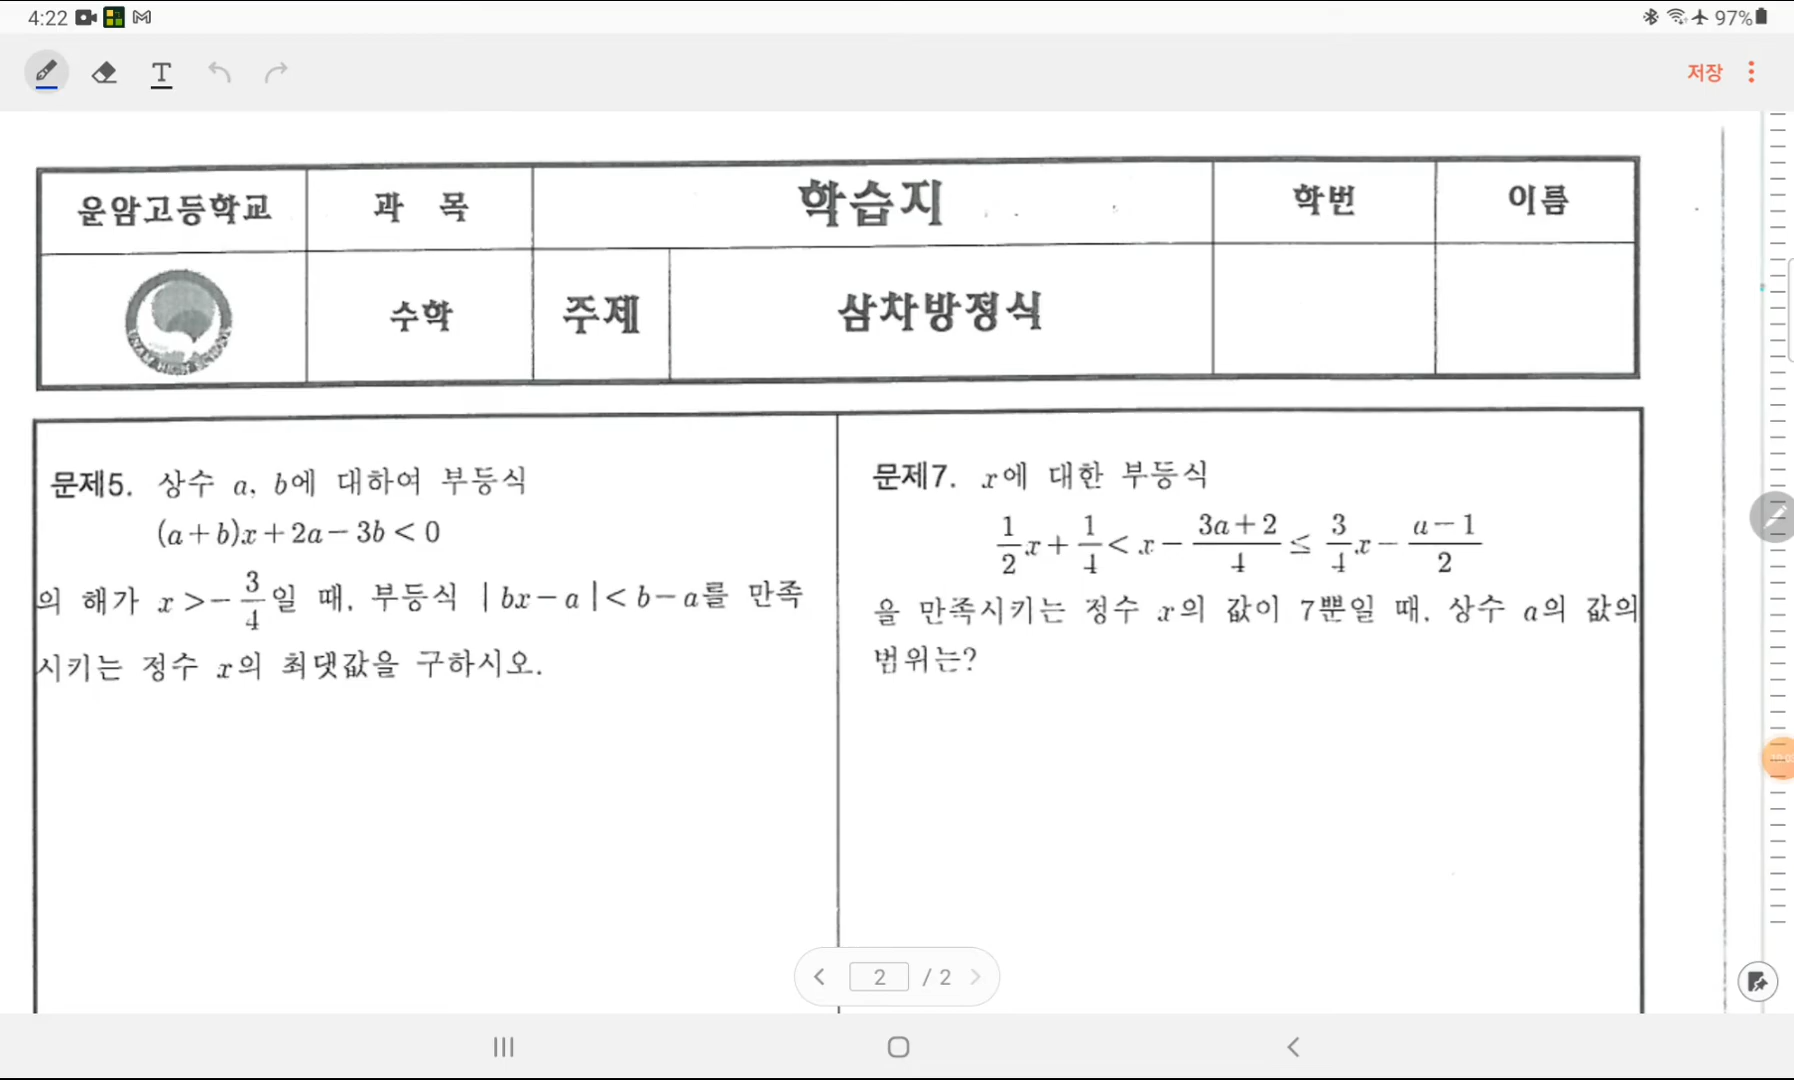 4:22
97%
저장
운암고등학교
과 목
학습지
학번
이름
수학
주제
삼차방정식
UNAM HIGH SCHOOL
문제5. 상수 a, b에 대하여 부등식
(a+b)x+2a-3b<0
의 해가 x>-3/4일 때, 부등식 |bx-a|<b-a를 만족
시키는 정수 x의 최댓값을 구하시오.
문제7. x에 대한 부등식
1/2x+1/4<x-(3a+2)/4≤3/4x-(a-1)/2
을 만족시키는 정수 x의 값이 7뿐일 때, 상수 a의 값의
범위는?
2 / 2